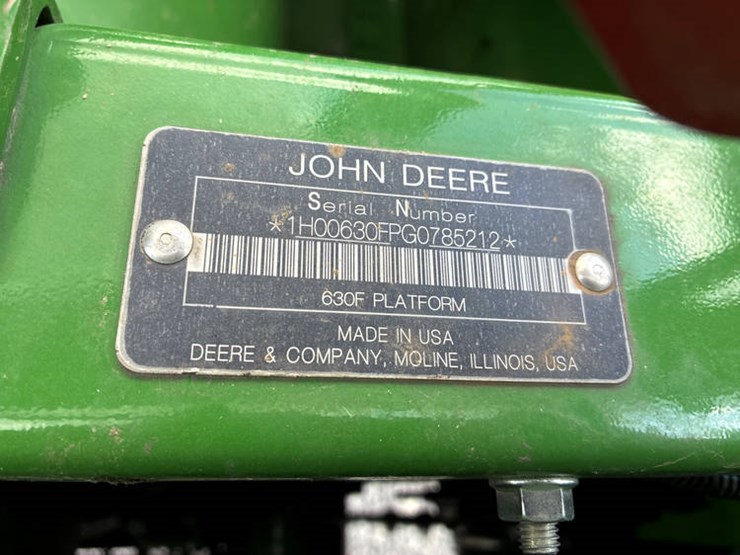 JOHN DEERE
Serial Number
*1H00630FPG0785212*
630F PLATFORM
MADE IN USA
DEERE & COMPANY, MOLINE, ILLINOIS, USA